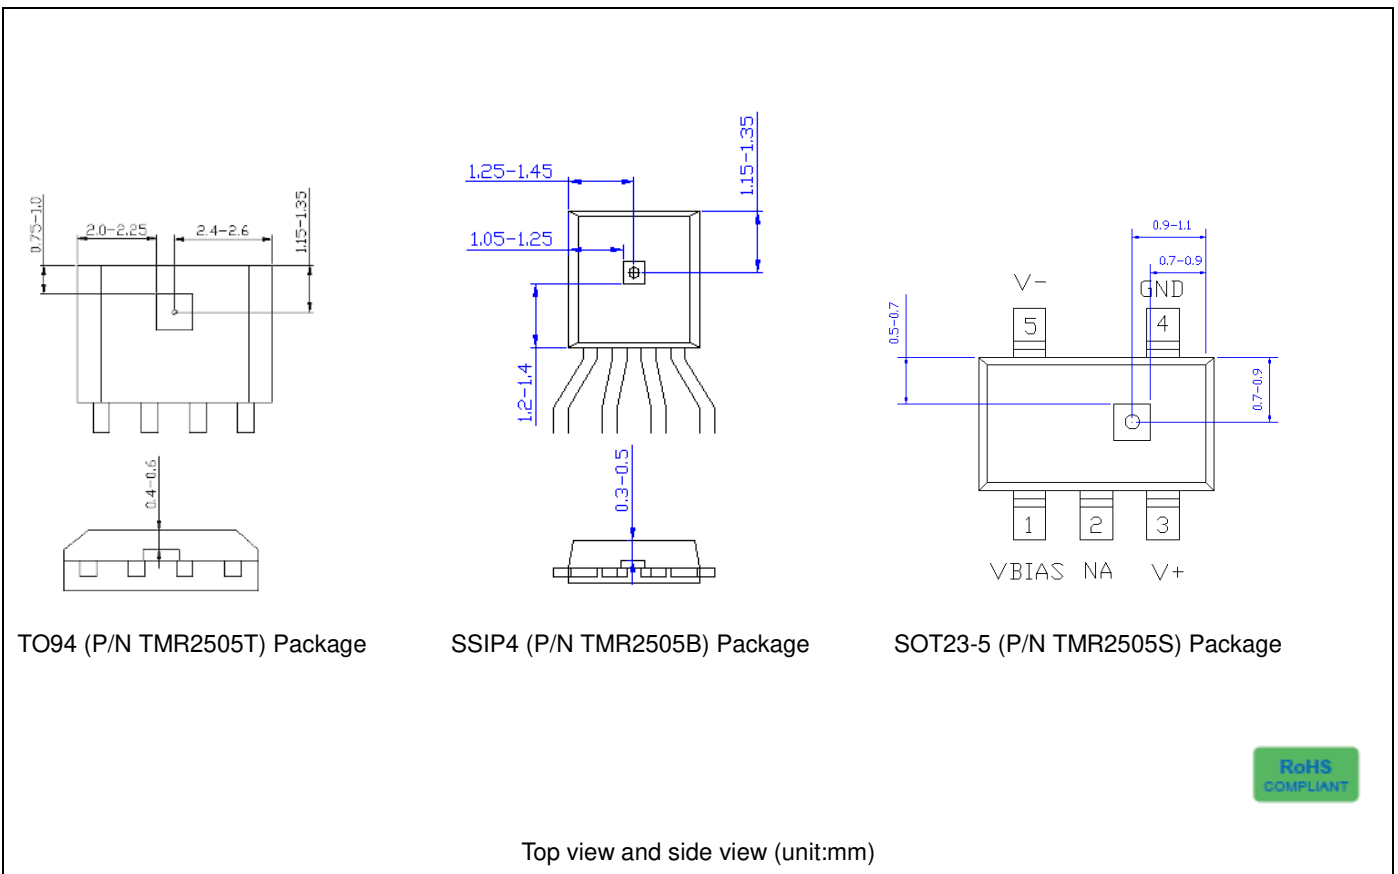 0.75-1.0
2.0-2.25
2.4-2.6
1.15-1.35
0.4-0.6
TO94 (P/N TMR2505T) Package
1.25-1.45
1.15-1.35
1.05-1.25
1.2-1.4
0.3-0.5
SSIP4 (P/N TMR2505B) Package
0.9-1.1
0.7-0.9
V-
GND
5
4
0.5-0.7
0.7-0.9
1
2
3
VBIAS NA V+
SOT23-5 (P/N TMR2505S) Package
RoHS
COMPLIANT
Top view and side view (unit:mm)